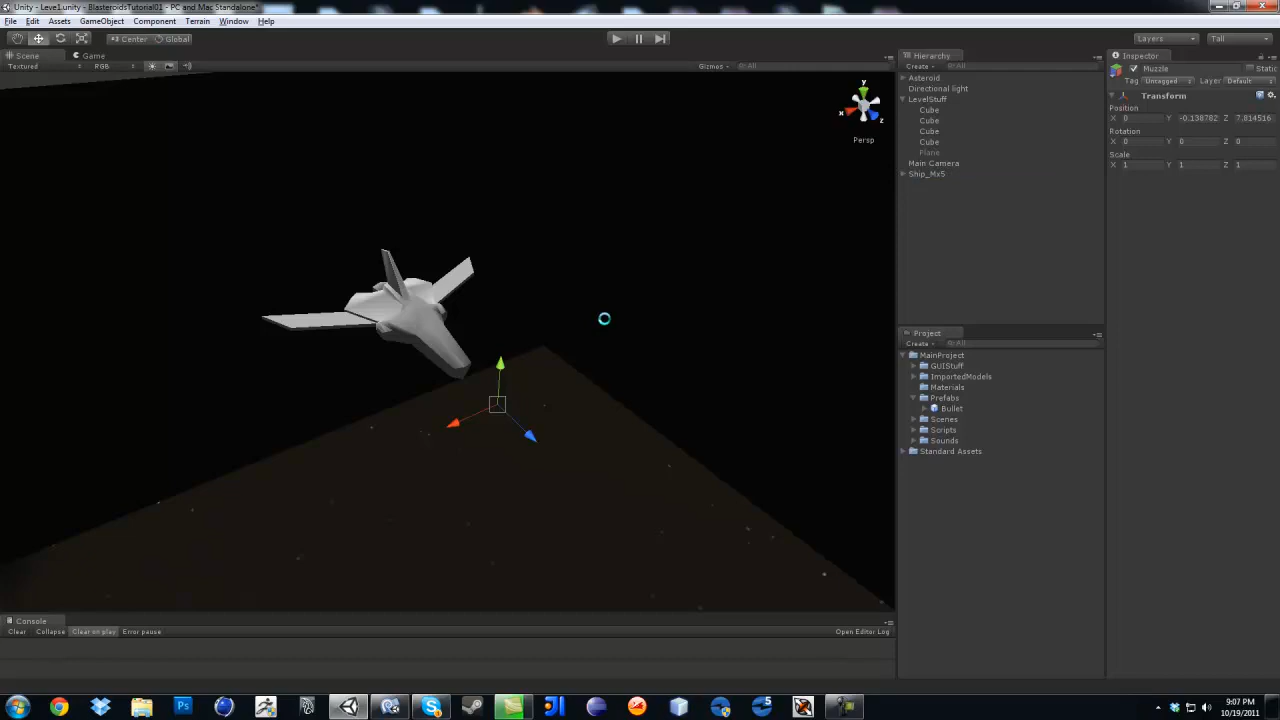 Unity - Leve1.unity - BlasteroidsTutorial01 - PC and Mac Standalone*
File Edit Assets GameObject Component Terrain Window Help
Center Global Layers Tall
Scene Game Hierarchy Inspector
Textured RGB Gizmos All Create All Muzzle Static
Asteroid Tag Untagged Layer Default
Directional light
LevelStuff Transform
Cube Position
Cube X 0 Y -0.138782 Z 7.814516
Cube Rotation
Cube X 0 Y 0 Z 0
Plane Scale
Main Camera X 1 Y 1 Z 1
Ship_Mx5
y
x
z
Persp
Project
Create All
MainProject
GUIStuff
ImportedModels
Materials
Prefabs
Bullet
Scenes
Scripts
Sounds
Standard Assets
Console
Clear Collapse Clear on play Error pause Open Editor Log
9:07 PM
10/19/2011